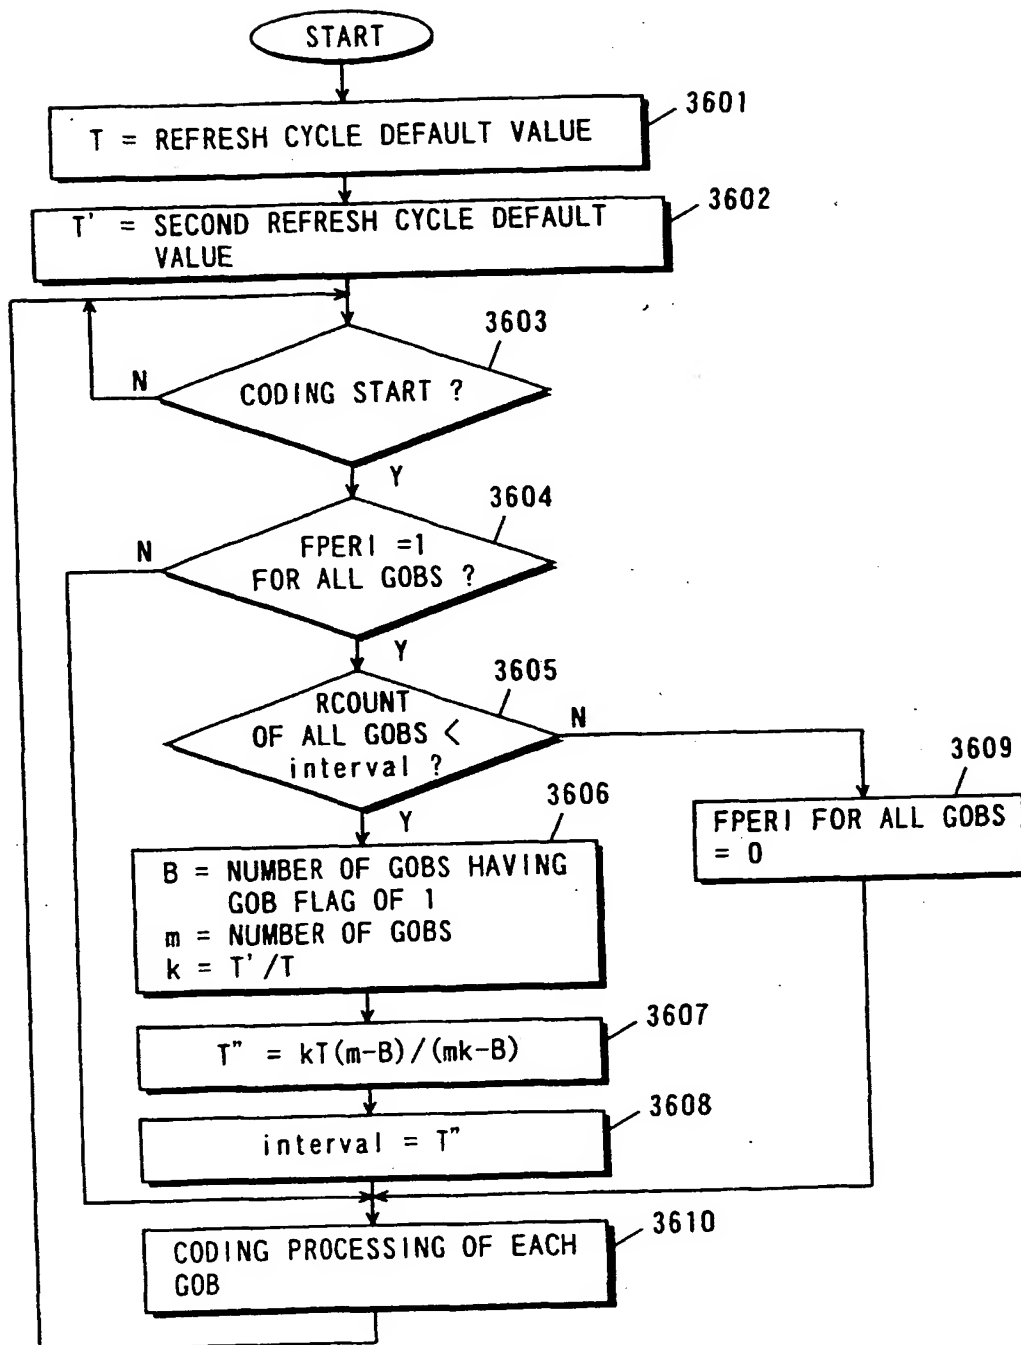 START
3601
T = REFRESH CYCLE DEFAULT VALUE
3602
T' = SECOND REFRESH CYCLE DEFAULT
VALUE
3603
N
CODING START ?
Y
3604
N
FPERI =1
FOR ALL GOBS ?
Y
3605
RCOUNT
OF ALL GOBS <
interval ?
N
3609
FPERI FOR ALL GOBS
= 0
3606
Y
B = NUMBER OF GOBS HAVING
GOB FLAG OF 1
m = NUMBER OF GOBS
k = T'/T
3607
T" = kT(m-B)/(mk-B)
3608
interval = T"
3610
CODING PROCESSING OF EACH
GOB